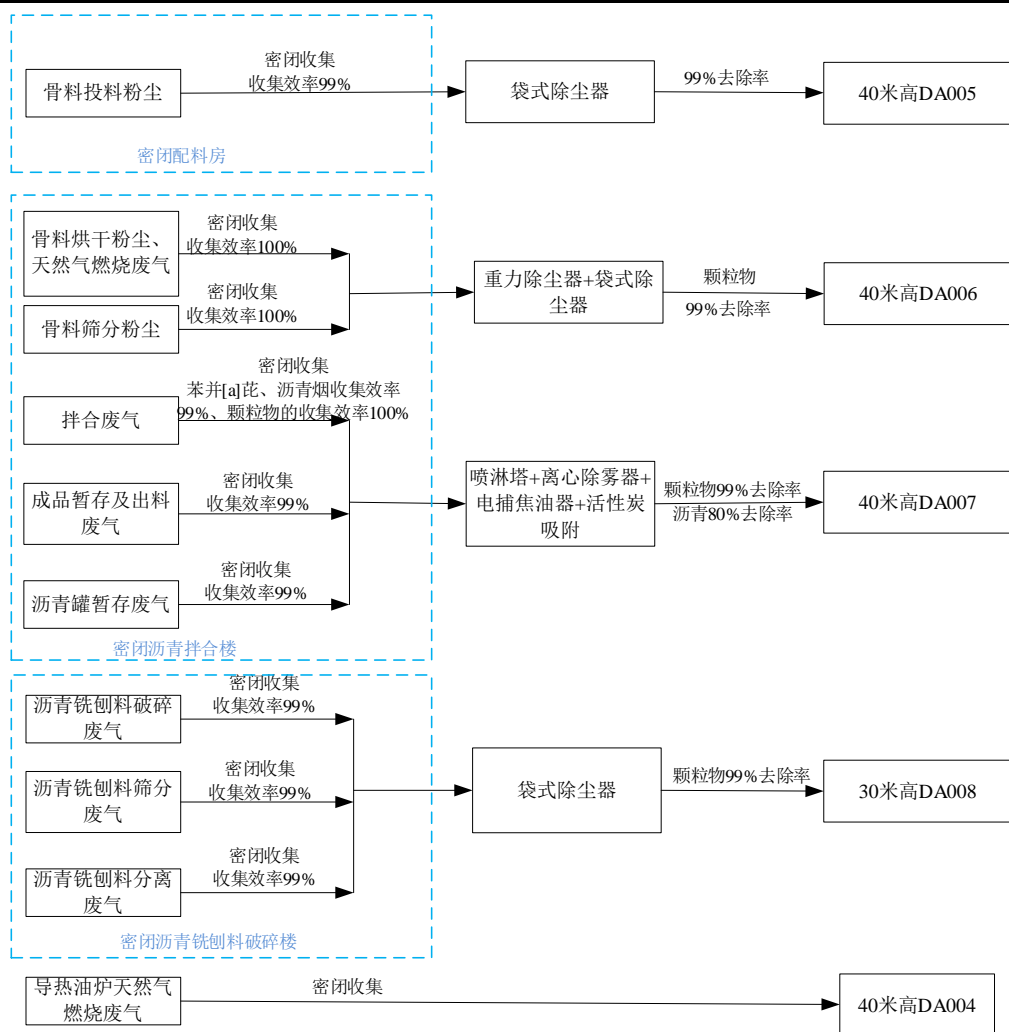 密闭收集
收集效率99%
骨料投料粉尘
袋式除尘器
99%去除率
40米高DA005
密闭配料房
骨料烘干粉尘、
天然气燃烧废气
密闭收集
收集效率100%
骨料筛分粉尘
密闭收集
收集效率100%
重力除尘器+袋式除
尘器
颗粒物
99%去除率
40米高DA006
拌合废气
密闭收集
苯并[a]芘、沥青烟收集效率
99%、颗粒物的收集效率100%
成品暂存及出料
废气
密闭收集
收集效率99%
沥青罐暂存废气
密闭收集
收集效率99%
喷淋塔+离心除雾器+
电捕焦油器+活性炭
吸附
颗粒物99%去除率
沥青80%去除率
40米高DA007
密闭沥青拌合楼
沥青铣刨料破碎
废气
密闭收集
收集效率99%
沥青铣刨料筛分
废气
密闭收集
收集效率99%
沥青铣刨料分离
废气
密闭收集
收集效率99%
袋式除尘器
颗粒物99%去除率
30米高DA008
密闭沥青铣刨料破碎楼
导热油炉天然气
燃烧废气
密闭收集
40米高DA004